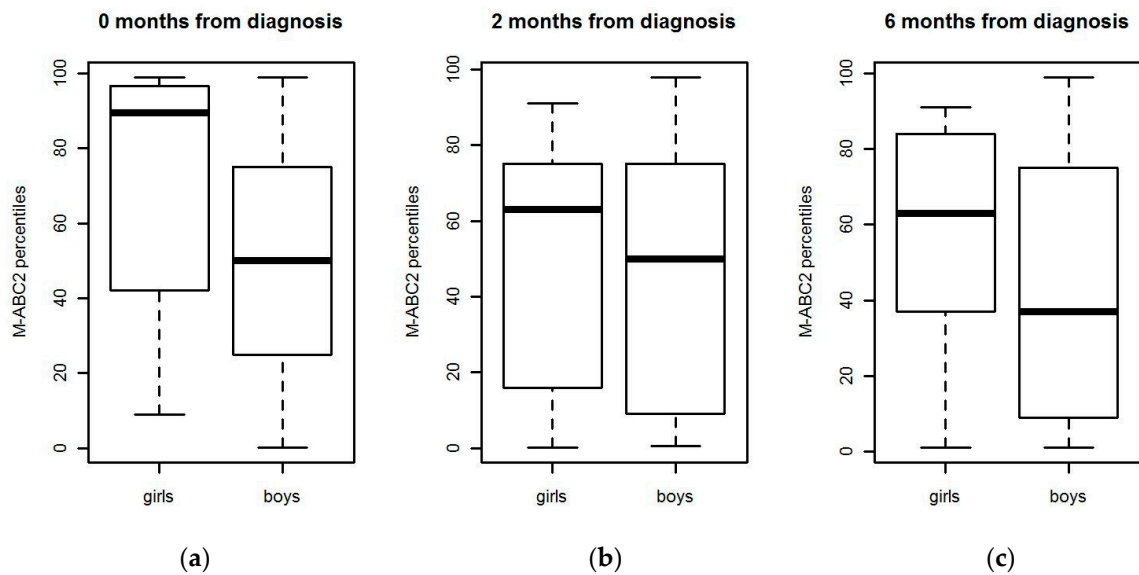 0 months from diagnosis
M-ABC2 percentiles
100
80
60
40
20
0
girls boys
(a)
2 months from diagnosis
M-ABC2 percentiles
100
80
60
40
20
0
girls boys
(b)
6 months from diagnosis
M-ABC2 percentiles
100
80
60
40
20
0
girls boys
(c)